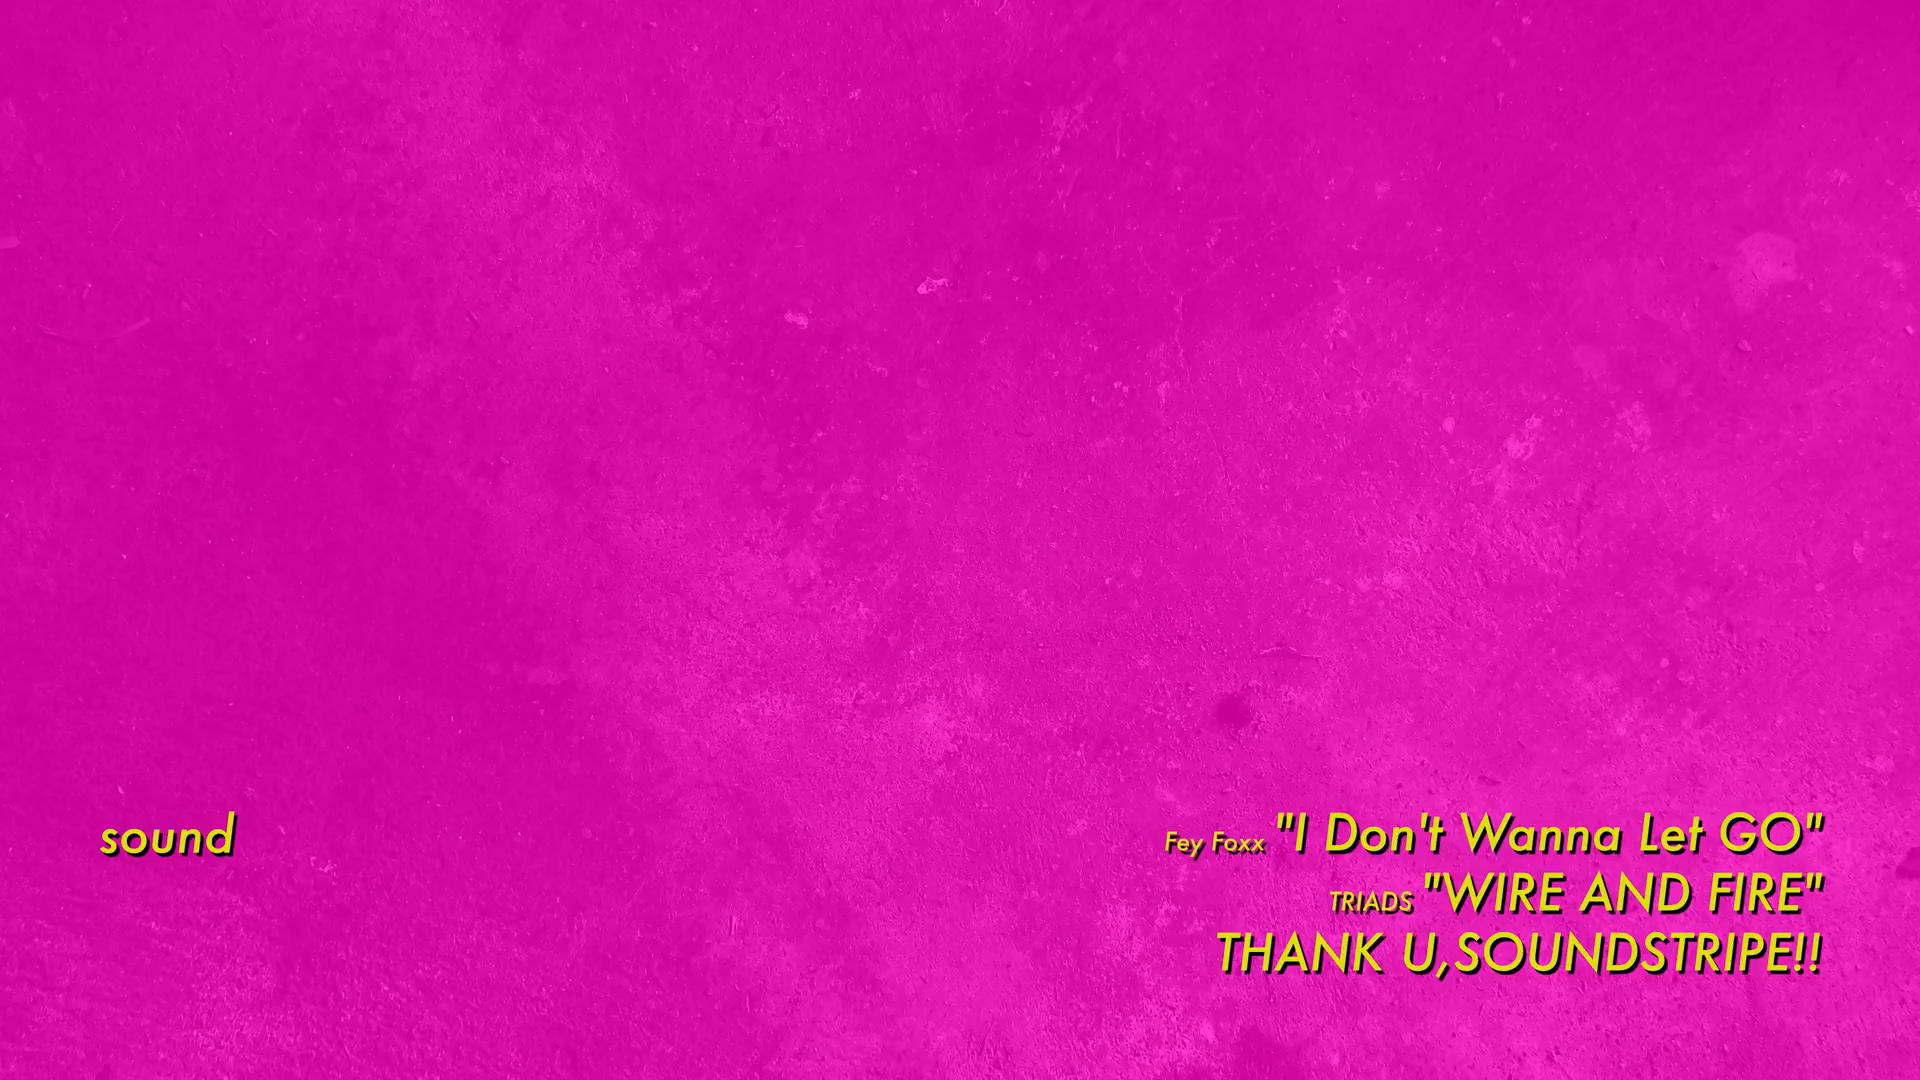 sound
Fey Foxx "I Don't Wanna Let GO"
TRIADS "WIRE AND FIRE"
THANK U,SOUNDSTRIPE!!